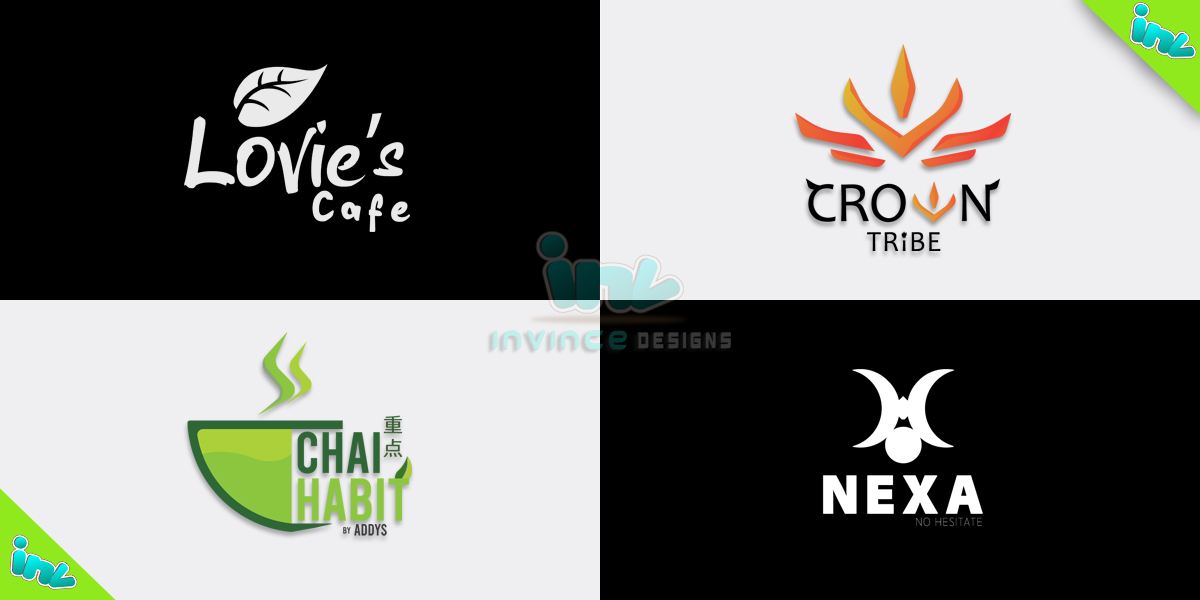 Lovie's
Cafe
inv
CROWN
TRiBE
inv
invince DESIGNS
CHAI
重点
HABIT
BY ADDYS
inv
NEXA
NO HESITATE